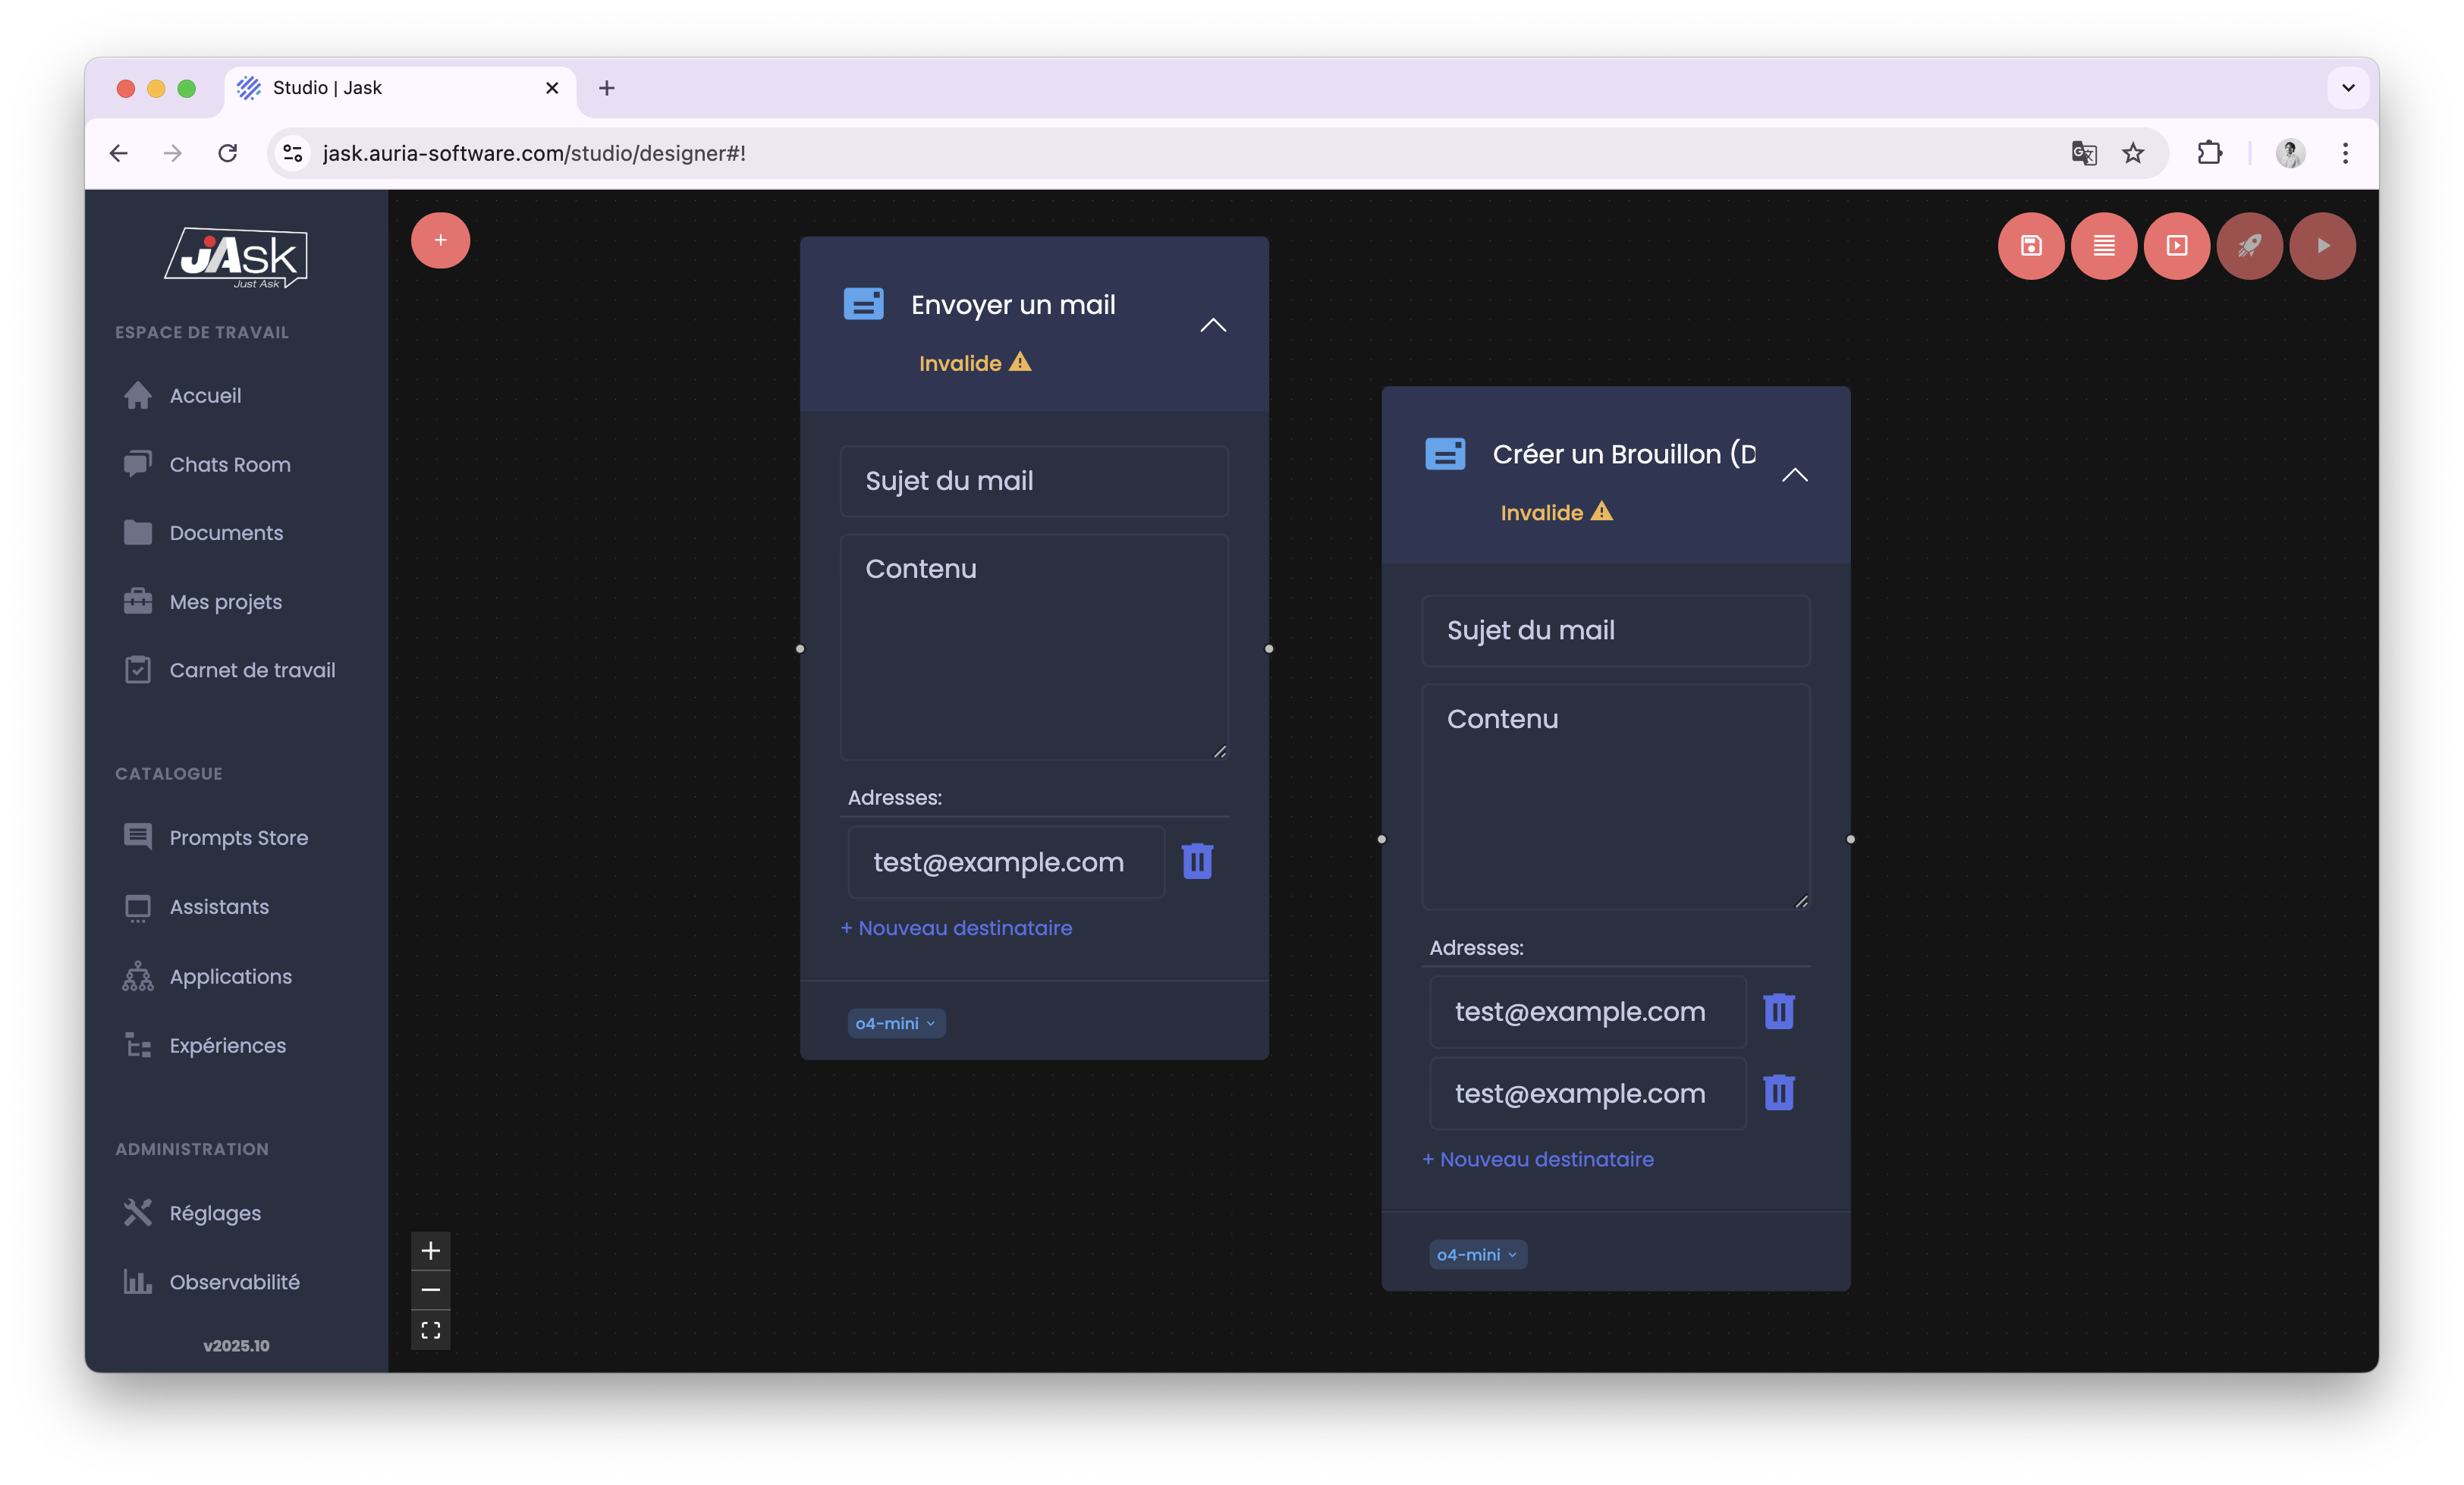 Studio | Jask
jask.auria-software.com/studio/designer#!
jAsk
Just Ask
ESPACE DE TRAVAIL
Accueil
Chats Room
Documents
Mes projets
Carnet de travail
CATALOGUE
Prompts Store
Assistants
Applications
Expériences
ADMINISTRATION
Réglages
Observabilité
v2025.10
Envoyer un mail
Invalide
Sujet du mail
Contenu
Adresses:
test@example.com
+ Nouveau destinataire
o4-mini
Créer un Brouillon (D
Invalide
Sujet du mail
Contenu
Adresses:
test@example.com
test@example.com
+ Nouveau destinataire
o4-mini